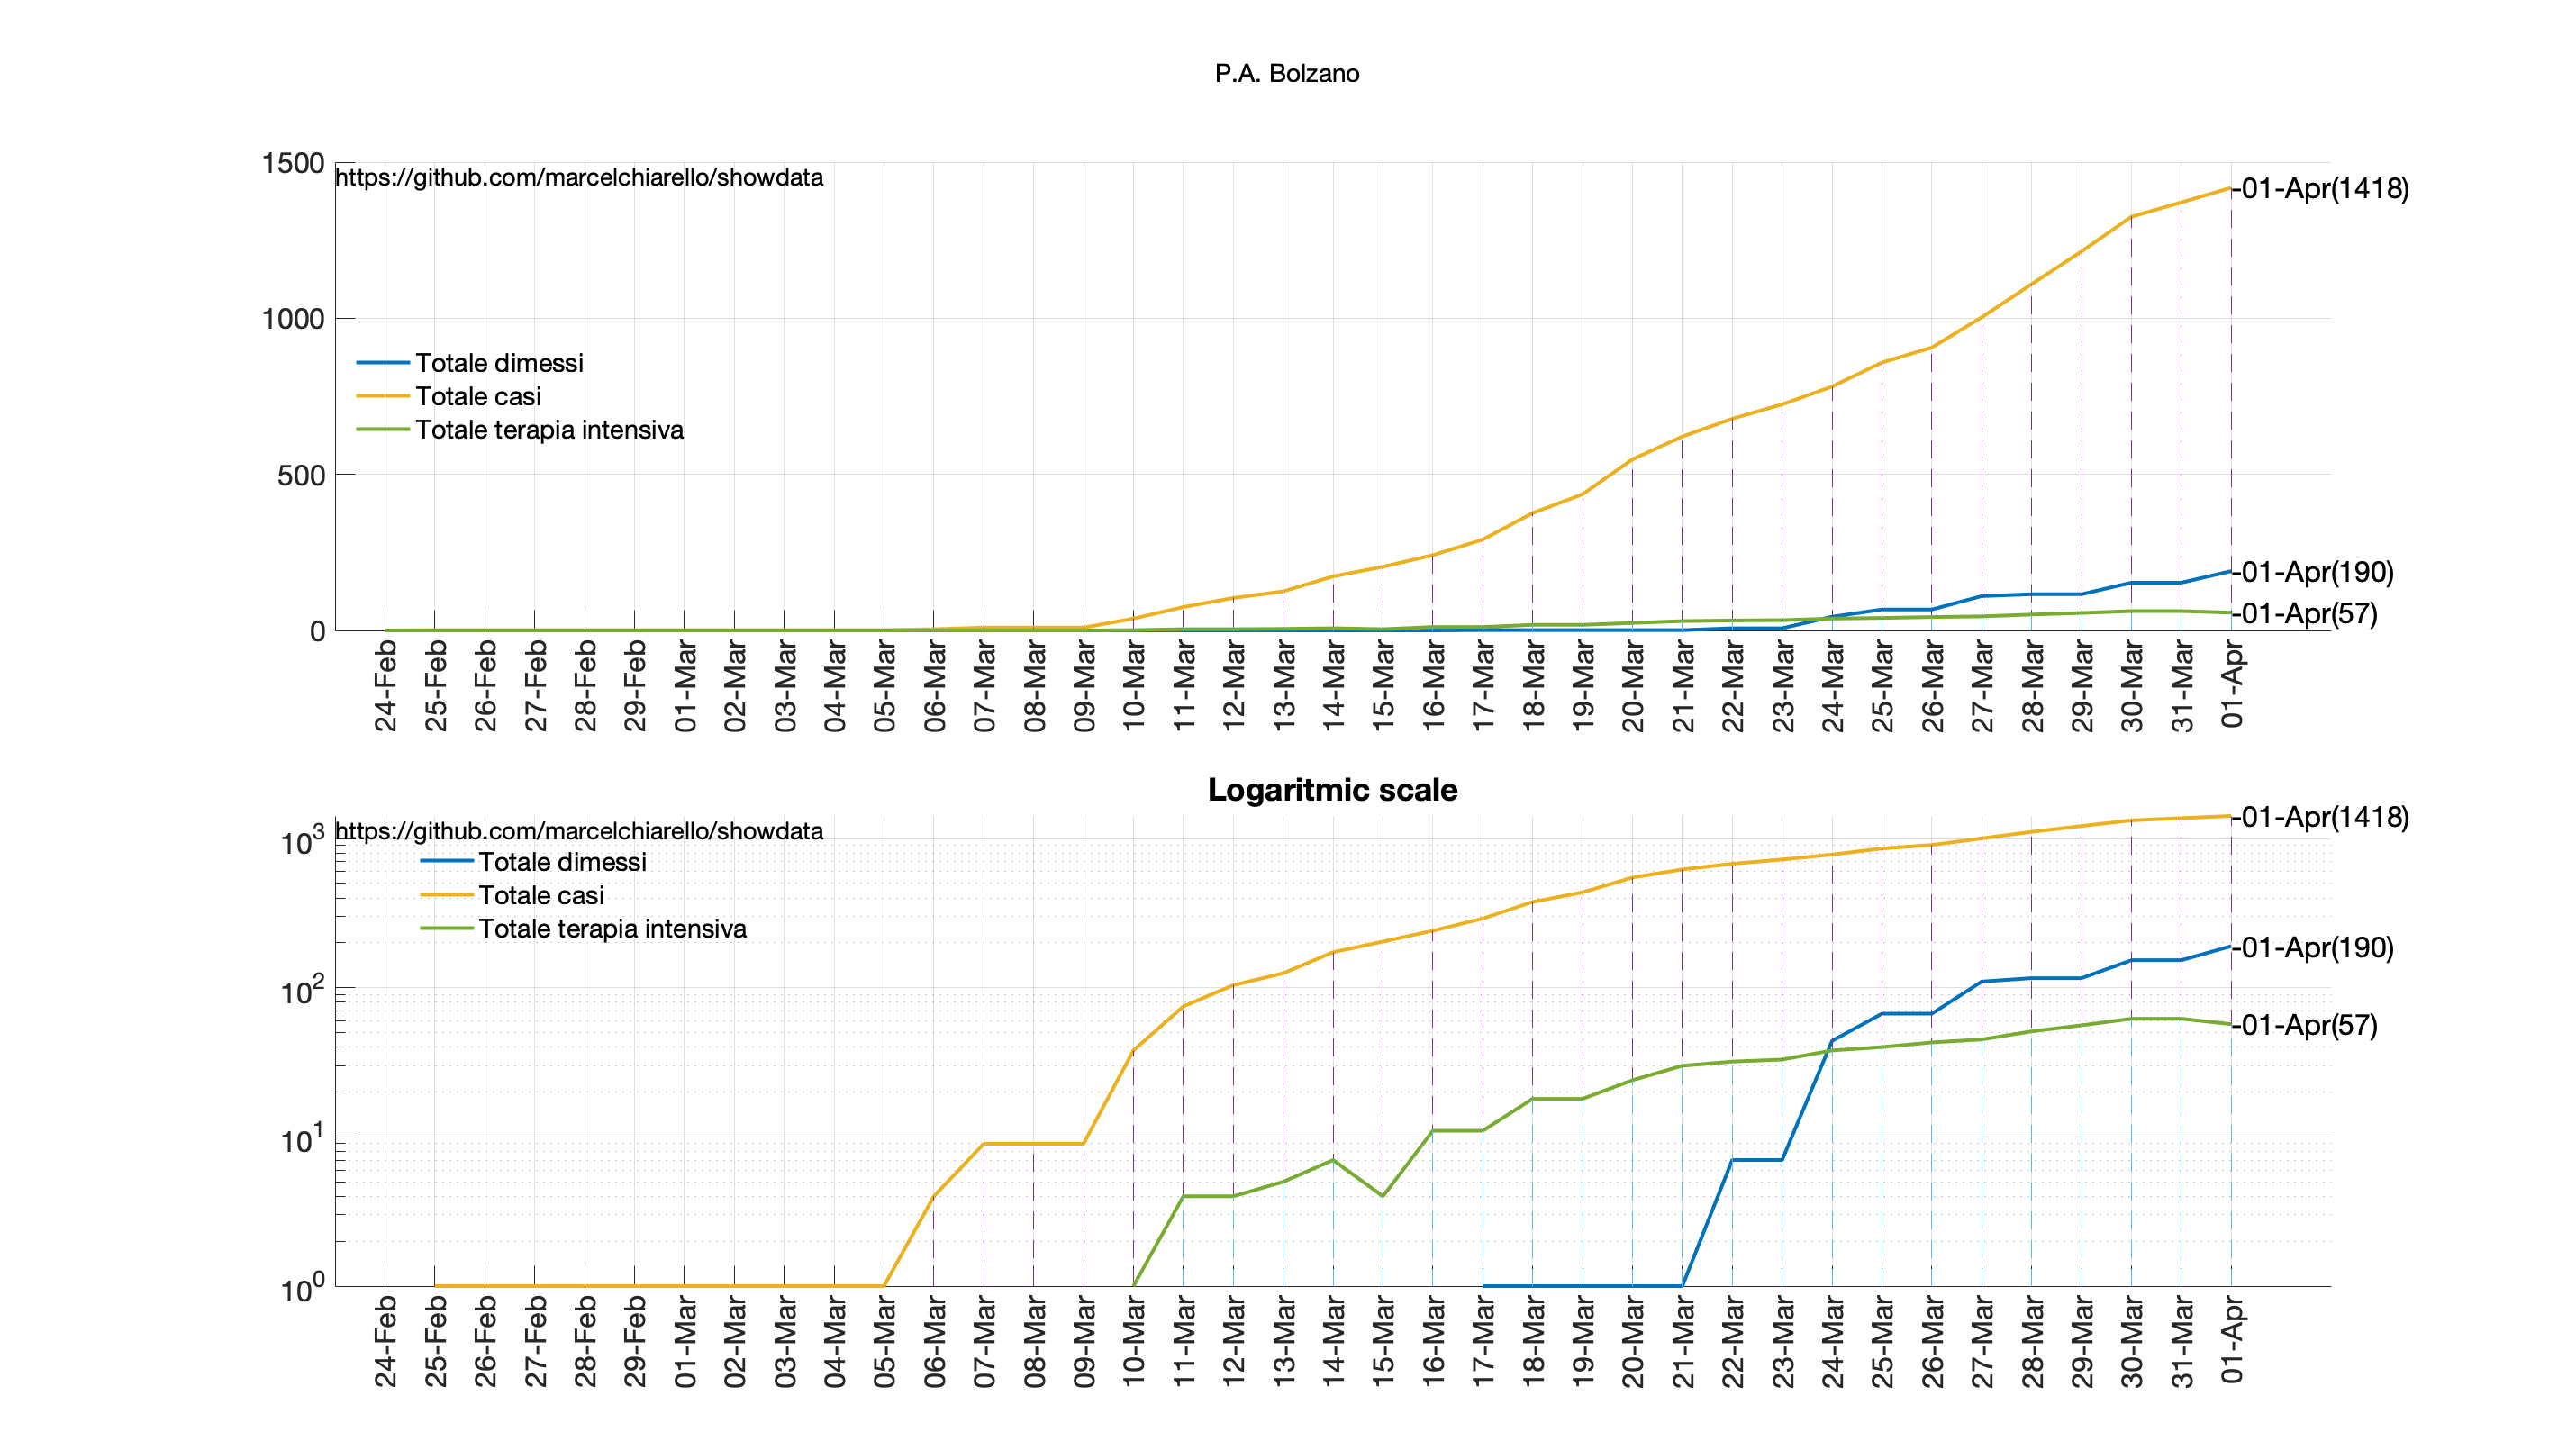 P.A. Bolzano
1500
https://github.com/marcelchiarello/showdata
-01-Apr(1418)
1000
Totale dimessi
Totale casi
Totale terapia intensiva
500
-01-Apr(190)
-01-Apr(57)
0
24-Feb
25-Feb
26-Feb
27-Feb
28-Feb
29-Feb
01-Mar
02-Mar
03-Mar
04-Mar
05-Mar
06-Mar
07-Mar
08-Mar
09-Mar
10-Mar
11-Mar
12-Mar
13-Mar
14-Mar
15-Mar
16-Mar
17-Mar
18-Mar
19-Mar
20-Mar
21-Mar
22-Mar
23-Mar
24-Mar
25-Mar
26-Mar
27-Mar
28-Mar
29-Mar
30-Mar
31-Mar
01-Apr
Logaritmic scale
10³
https://github.com/marcelchiarello/showdata
-01-Apr(1418)
Totale dimessi
Totale casi
Totale terapia intensiva
-01-Apr(190)
10²
-01-Apr(57)
10¹
10⁰
24-Feb
25-Feb
26-Feb
27-Feb
28-Feb
29-Feb
01-Mar
02-Mar
03-Mar
04-Mar
05-Mar
06-Mar
07-Mar
08-Mar
09-Mar
10-Mar
11-Mar
12-Mar
13-Mar
14-Mar
15-Mar
16-Mar
17-Mar
18-Mar
19-Mar
20-Mar
21-Mar
22-Mar
23-Mar
24-Mar
25-Mar
26-Mar
27-Mar
28-Mar
29-Mar
30-Mar
31-Mar
01-Apr